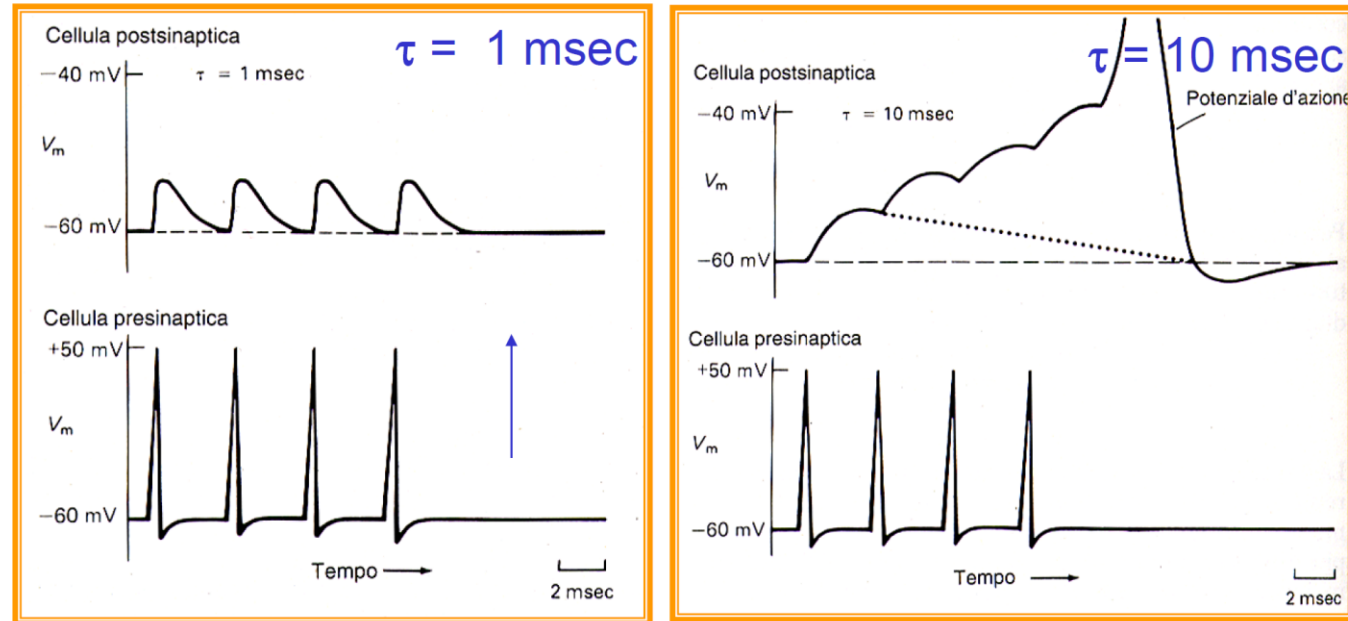 Cellula postsinaptica
τ = 1 msec
−40 mV
τ = 1 msec
Vm
−60 mV
Cellula presinaptica
+50 mV
Vm
−60 mV
Tempo
2 msec
τ = 10 msec
Cellula postsinaptica
Potenziale d'azione
−40 mV
τ = 10 msec
Vm
−60 mV
Cellula presinaptica
+50 mV
Vm
−60 mV
Tempo
2 msec